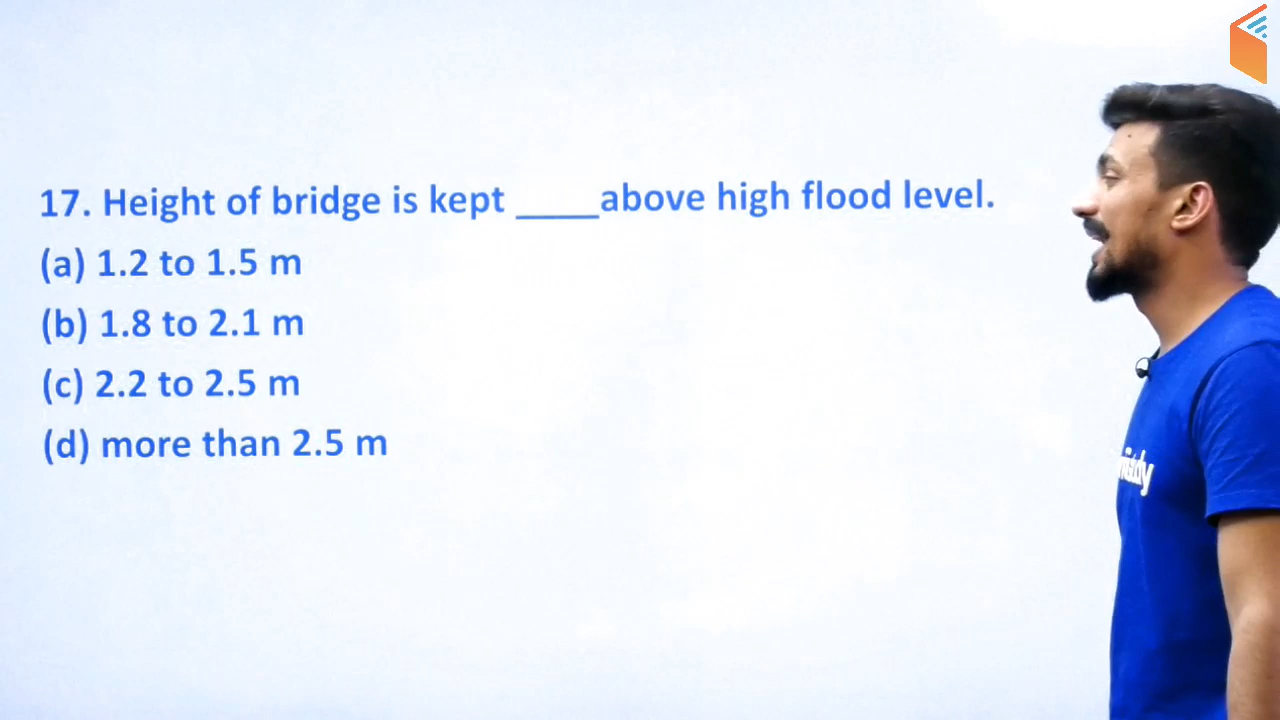 17. Height of bridge is kept ____above high flood level.
(a) 1.2 to 1.5 m
(b) 1.8 to 2.1 m
(c) 2.2 to 2.5 m
(d) more than 2.5 m